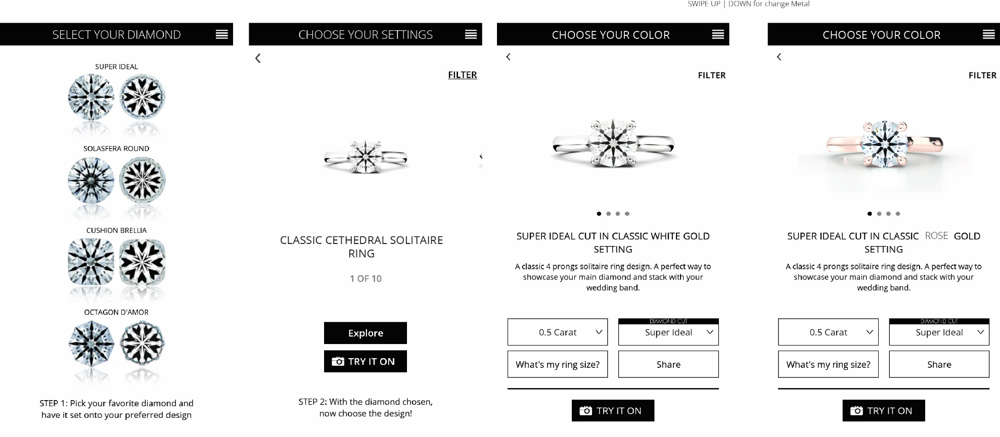 SWIPE UP | DOWN for change Metal
SELECT YOUR DIAMOND
SUPER IDEAL
SOLASFERA ROUND
CUSHION BRELLIA
OCTAGON D'AMOR
STEP 1: Pick your favorite diamond and
have it set onto your preferred design
CHOOSE YOUR SETTINGS
FILTER
CLASSIC CETHEDRAL SOLITAIRE
RING
1 OF 10
Explore
TRY IT ON
STEP 2: With the diamond chosen,
now choose the design!
CHOOSE YOUR COLOR
FILTER
SUPER IDEAL CUT IN CLASSIC WHITE GOLD
SETTING
A classic 4 prongs solitaire ring design. A perfect way to
showcase your main diamond and stack with your
wedding band.
0.5 Carat
DIAMOND CUT
Super Ideal
What's my ring size?
Share
TRY IT ON
CHOOSE YOUR COLOR
FILTER
SUPER IDEAL CUT IN CLASSIC ROSE GOLD
SETTING
A classic 4 prongs solitaire ring design. A perfect way to
showcase your main diamond and stack with your
wedding band.
0.5 Carat
DIAMOND CUT
Super Ideal
What's my ring size?
Share
TRY IT ON